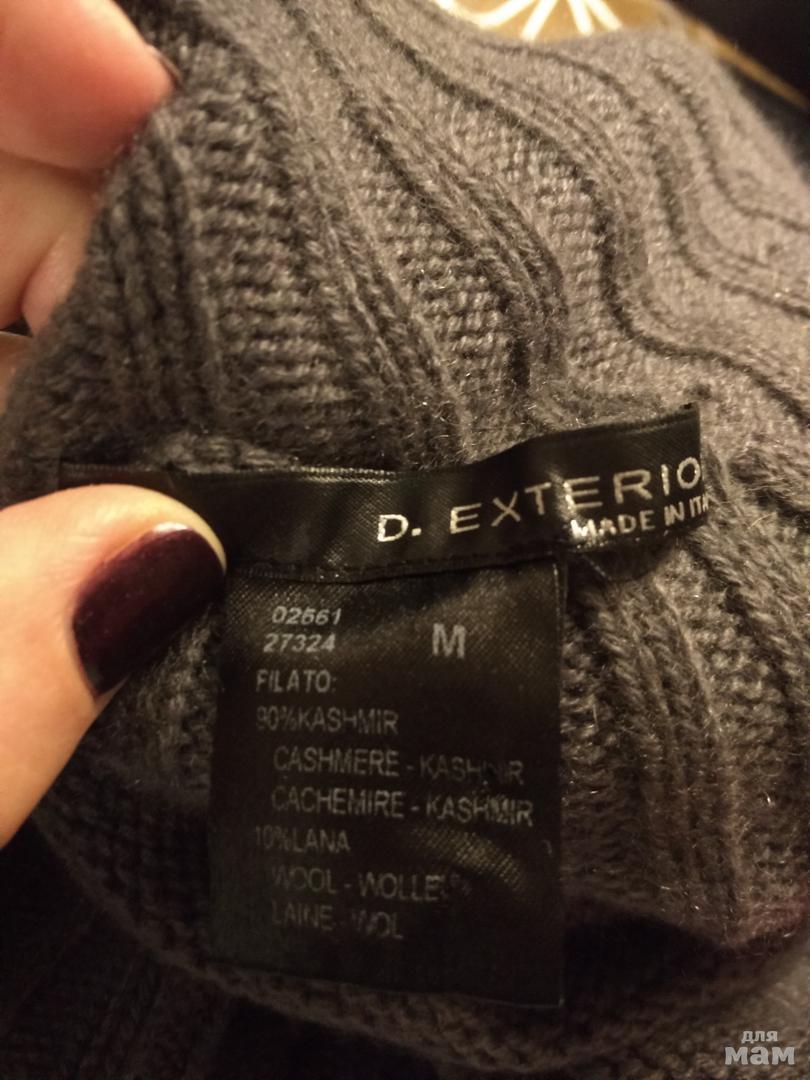 D. EXTERIO
MADE IN ITA
02561
27324
M
FILATO:
90%KASHMIR
CASHMERE - KASHMIR
CACHEMIRE - KASHMIR
10%LANA
WOOL - WOLLE
LAINE - WOL
для
мам